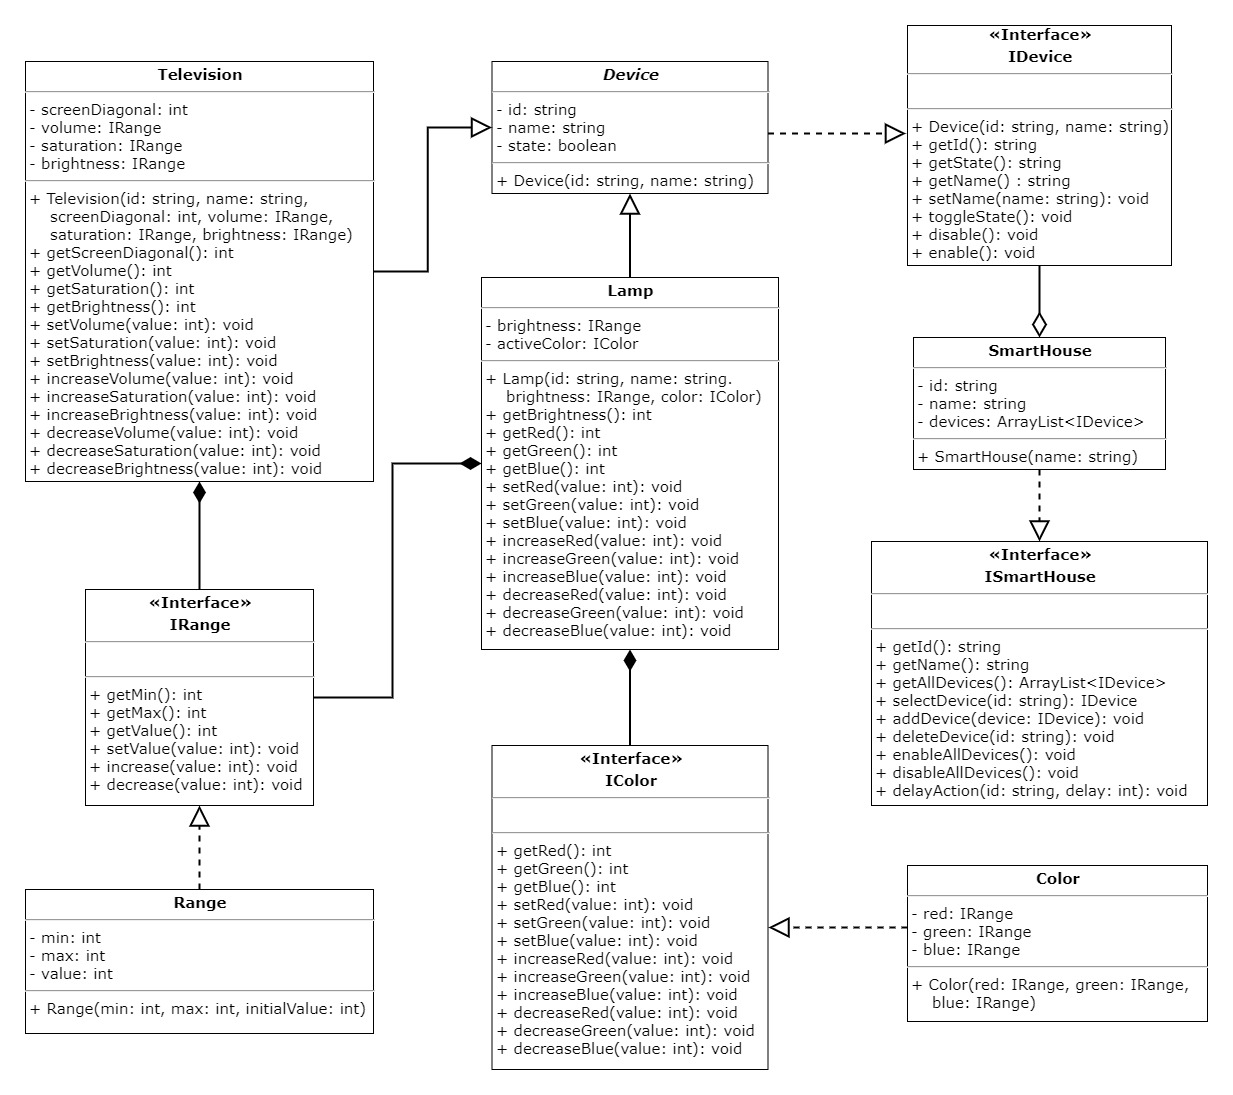 Television
- screenDiagonal: int
- volume: IRange
- saturation: IRange
- brightness: IRange
+ Television(id: string, name: string,
screenDiagonal: int, volume: IRange,
saturation: IRange, brightness: IRange)
+ getScreenDiagonal(): int
+ getVolume(): int
+ getSaturation(): int
+ getBrightness(): int
+ setVolume(value: int): void
+ setSaturation(value: int): void
+ setBrightness(value: int): void
+ increaseVolume(value: int): void
+ increaseSaturation(value: int): void
+ increaseBrightness(value: int): void
+ decreaseVolume(value: int): void
+ decreaseSaturation(value: int): void
+ decreaseBrightness(value: int): void
Device
- id: string
- name: string
- state: boolean
+ Device(id: string, name: string)
«Interface»
IDevice
+ Device(id: string, name: string)
+ getId(): string
+ getState(): string
+ getName() : string
+ setName(name: string): void
+ toggleState(): void
+ disable(): void
+ enable(): void
Lamp
- brightness: IRange
- activeColor: IColor
+ Lamp(id: string, name: string.
brightness: IRange, color: IColor)
+ getBrightness(): int
+ getRed(): int
+ getGreen(): int
+ getBlue(): int
+ setRed(value: int): void
+ setGreen(value: int): void
+ setBlue(value: int): void
+ increaseRed(value: int): void
+ increaseGreen(value: int): void
+ increaseBlue(value: int): void
+ decreaseRed(value: int): void
+ decreaseGreen(value: int): void
+ decreaseBlue(value: int): void
SmartHouse
- id: string
- name: string
- devices: ArrayList<IDevice>
+ SmartHouse(name: string)
«Interface»
ISmartHouse
+ getId(): string
+ getName(): string
+ getAllDevices(): ArrayList<IDevice>
+ selectDevice(id: string): IDevice
+ addDevice(device: IDevice): void
+ deleteDevice(id: string): void
+ enableAllDevices(): void
+ disableAllDevices(): void
+ delayAction(id: string, delay: int): void
«Interface»
IRange
+ getMin(): int
+ getMax(): int
+ getValue(): int
+ setValue(value: int): void
+ increase(value: int): void
+ decrease(value: int): void
«Interface»
IColor
+ getRed(): int
+ getGreen(): int
+ getBlue(): int
+ setRed(value: int): void
+ setGreen(value: int): void
+ setBlue(value: int): void
+ increaseRed(value: int): void
+ increaseGreen(value: int): void
+ increaseBlue(value: int): void
+ decreaseRed(value: int): void
+ decreaseGreen(value: int): void
+ decreaseBlue(value: int): void
Range
- min: int
- max: int
- value: int
+ Range(min: int, max: int, initialValue: int)
Color
- red: IRange
- green: IRange
- blue: IRange
+ Color(red: IRange, green: IRange,
blue: IRange)